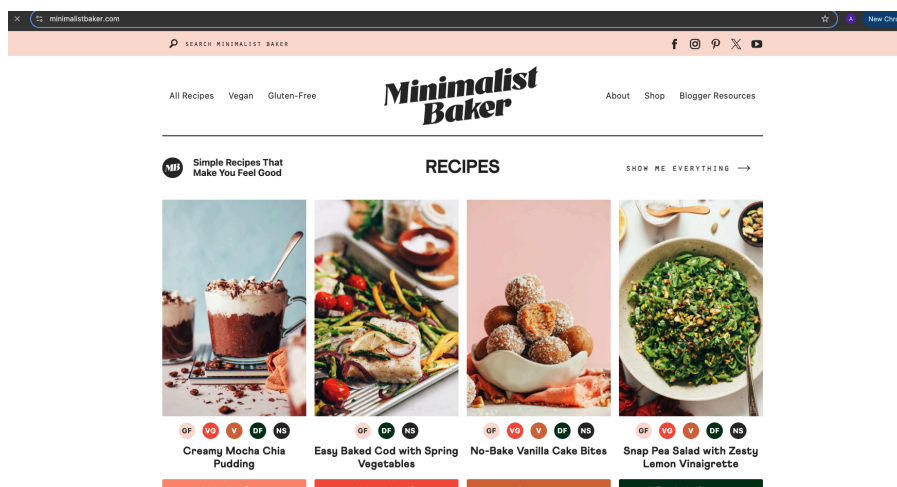 minimalistbaker.com
A
New Chro
SEARCH MINIMALIST BAKER
All Recipes Vegan Gluten-Free
Minimalist
Baker
About Shop Blogger Resources
MB
Simple Recipes That
Make You Feel Good
RECIPES
SHOW ME EVERYTHING →
GF VG V DF NS
Creamy Mocha Chia
Pudding
GF DF NS
Easy Baked Cod with Spring
Vegetables
GF VG V DF NS
No-Bake Vanilla Cake Bites
GF VG V DF NS
Snap Pea Salad with Zesty
Lemon Vinaigrette